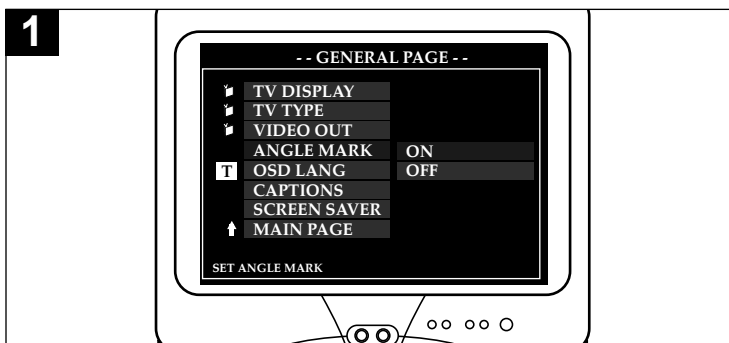 1
- - GENERAL PAGE - -
TV DISPLAY
TV TYPE
VIDEO OUT
ANGLE MARK ON
T OSD LANG OFF
CAPTIONS
SCREEN SAVER
MAIN PAGE
SET ANGLE MARK